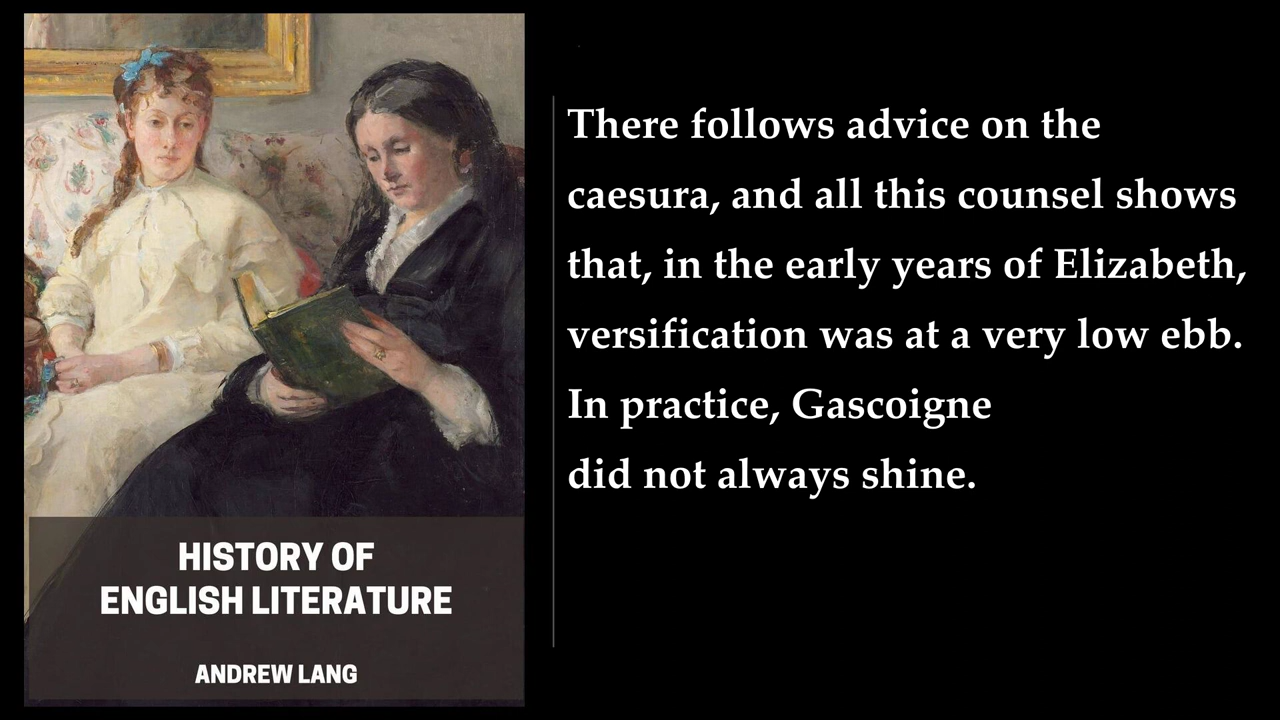 HISTORY OF
ENGLISH LITERATURE
ANDREW LANG
There follows advice on the
caesura, and all this counsel shows
that, in the early years of Elizabeth,
versification was at a very low ebb.
In practice, Gascoigne
did not always shine.